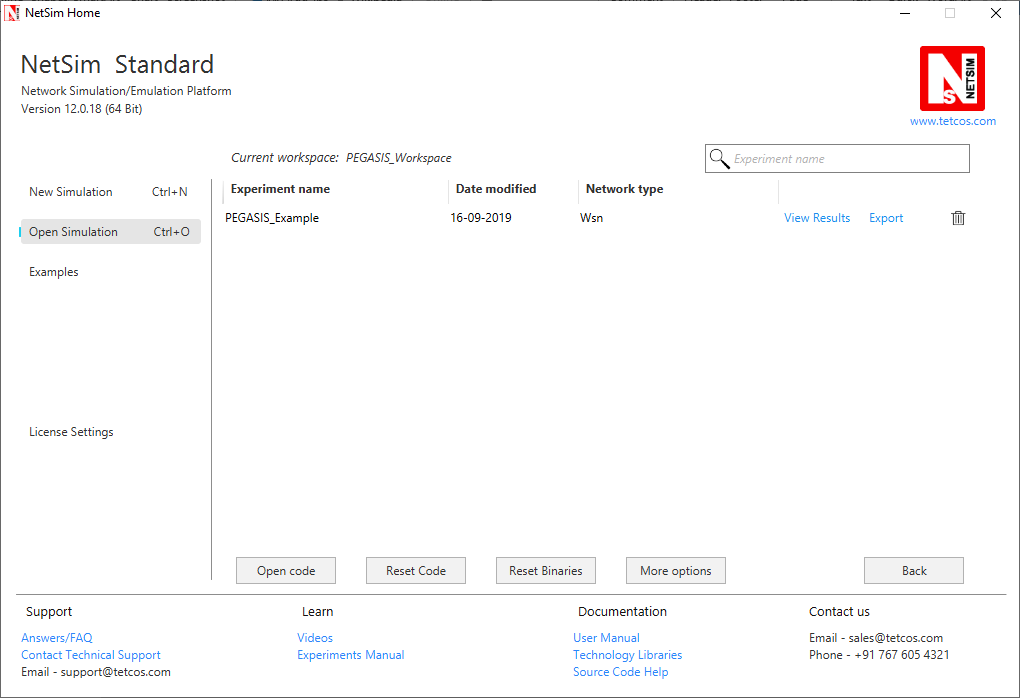 NetSim Home
NetSim Standard
Network Simulation/Emulation Platform
Version 12.0.18 (64 Bit)
NETSIM
www.tetcos.com
Current workspace: PEGASIS_Workspace
Experiment name
New Simulation Ctrl+N
Open Simulation Ctrl+O
Examples
License Settings
Experiment name Date modified Network type
PEGASIS_Example 16-09-2019 Wsn View Results Export
Open code Reset Code Reset Binaries More options Back
Support
Answers/FAQ
Contact Technical Support
Email - support@tetcos.com
Learn
Videos
Experiments Manual
Documentation
User Manual
Technology Libraries
Source Code Help
Contact us
Email - sales@tetcos.com
Phone - +91 767 605 4321